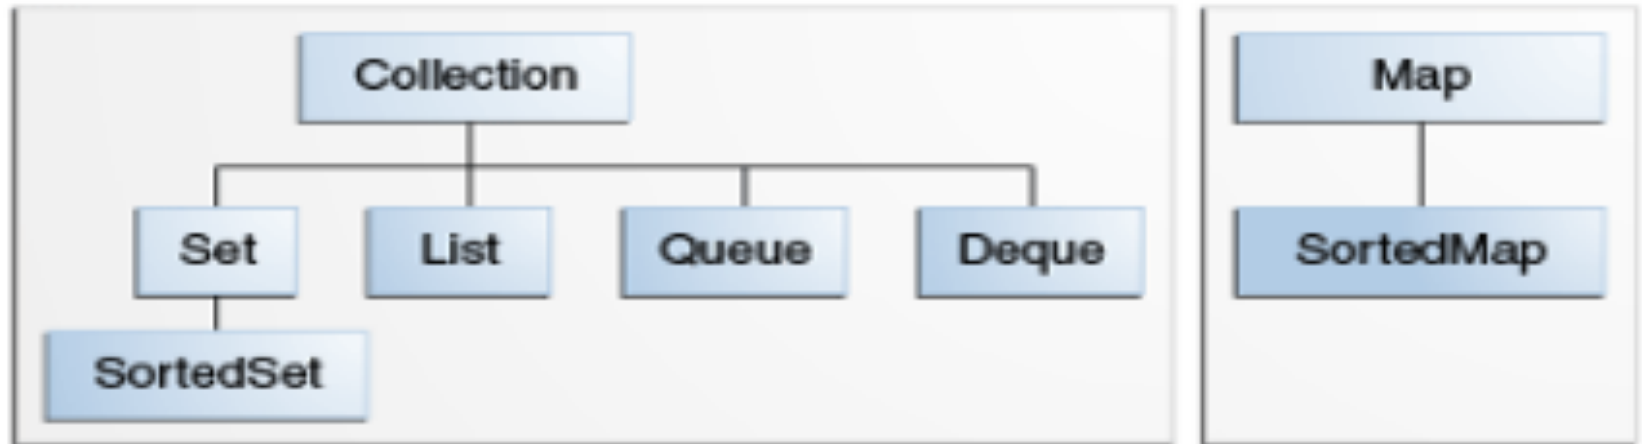 Collection
Map
Set
List
Queue
Deque
SortedMap
SortedSet